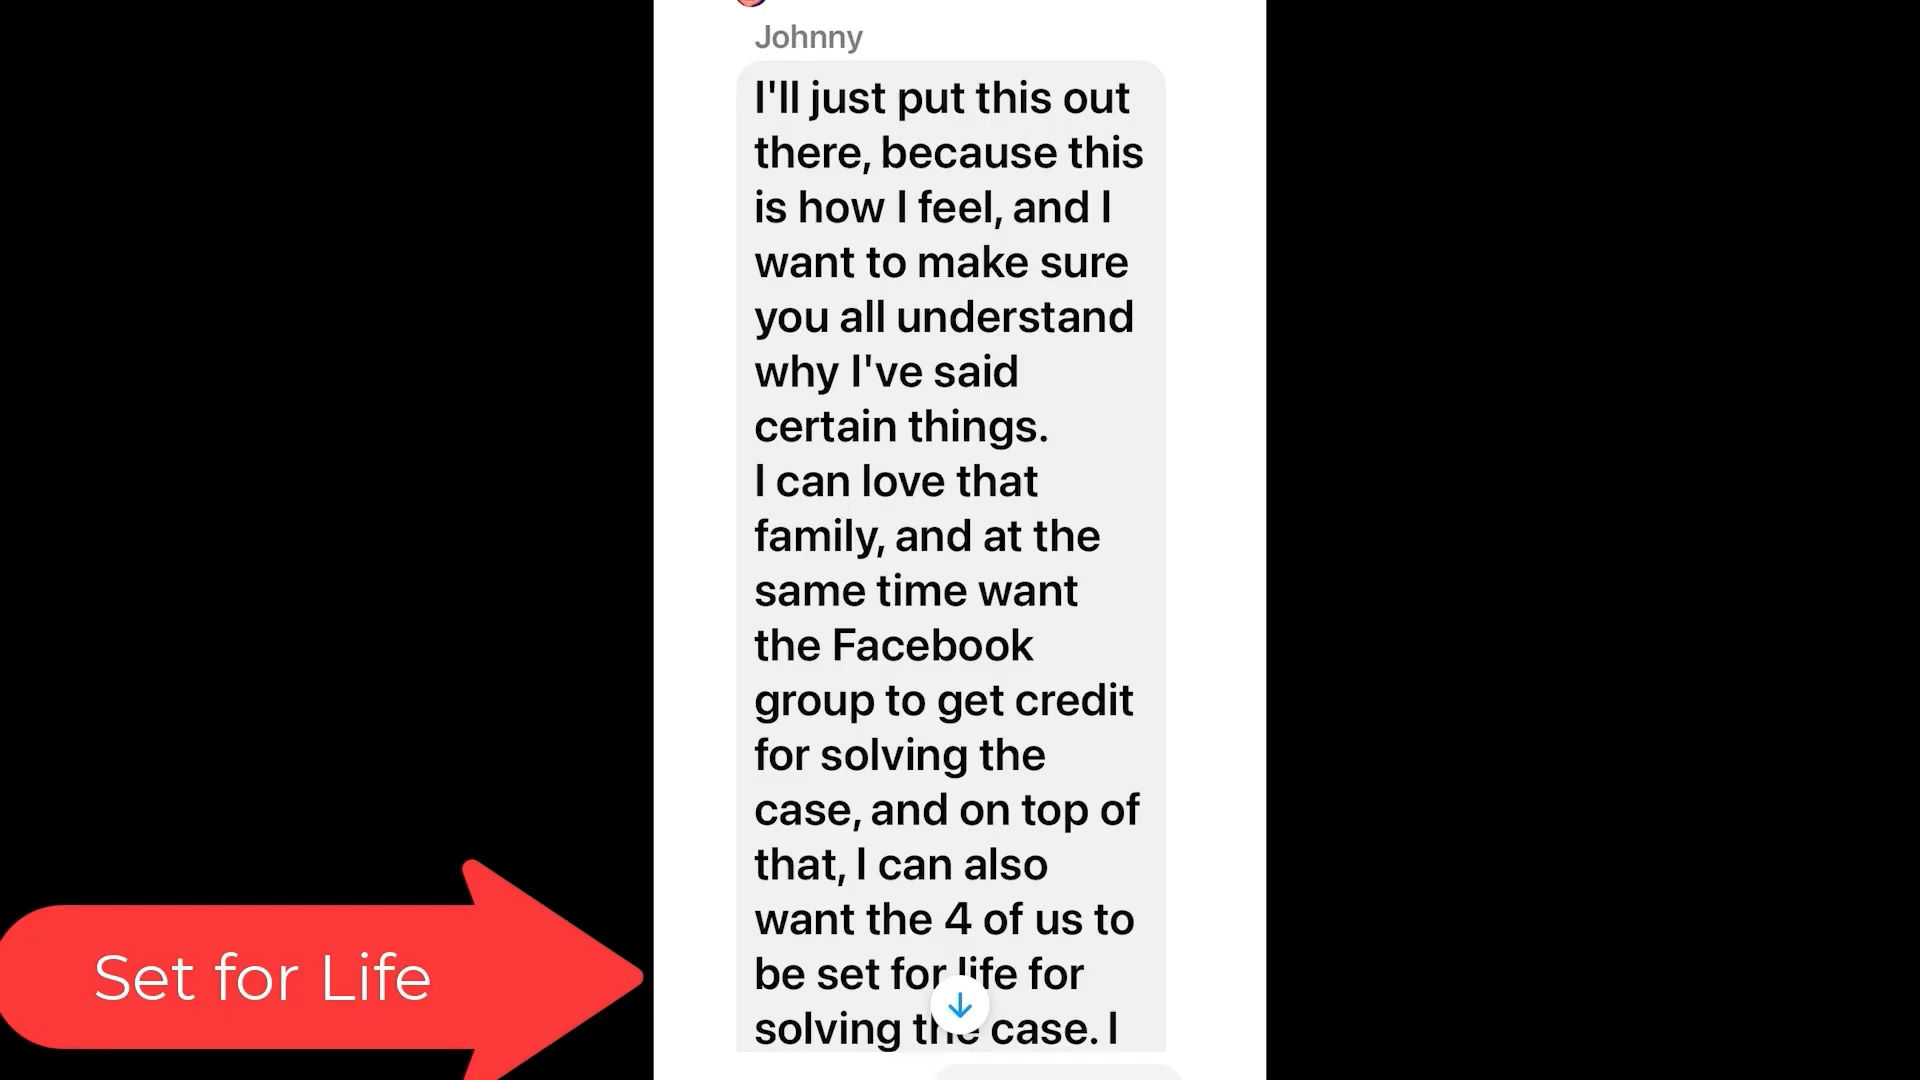 Johnny
I'll just put this out
there, because this
is how I feel, and I
want to make sure
you all understand
why I've said
certain things.
I can love that
family, and at the
same time want
the Facebook
group to get credit
for solving the
case, and on top of
that, I can also
want the 4 of us to
be set for life for
solving the case. I
Set for Life